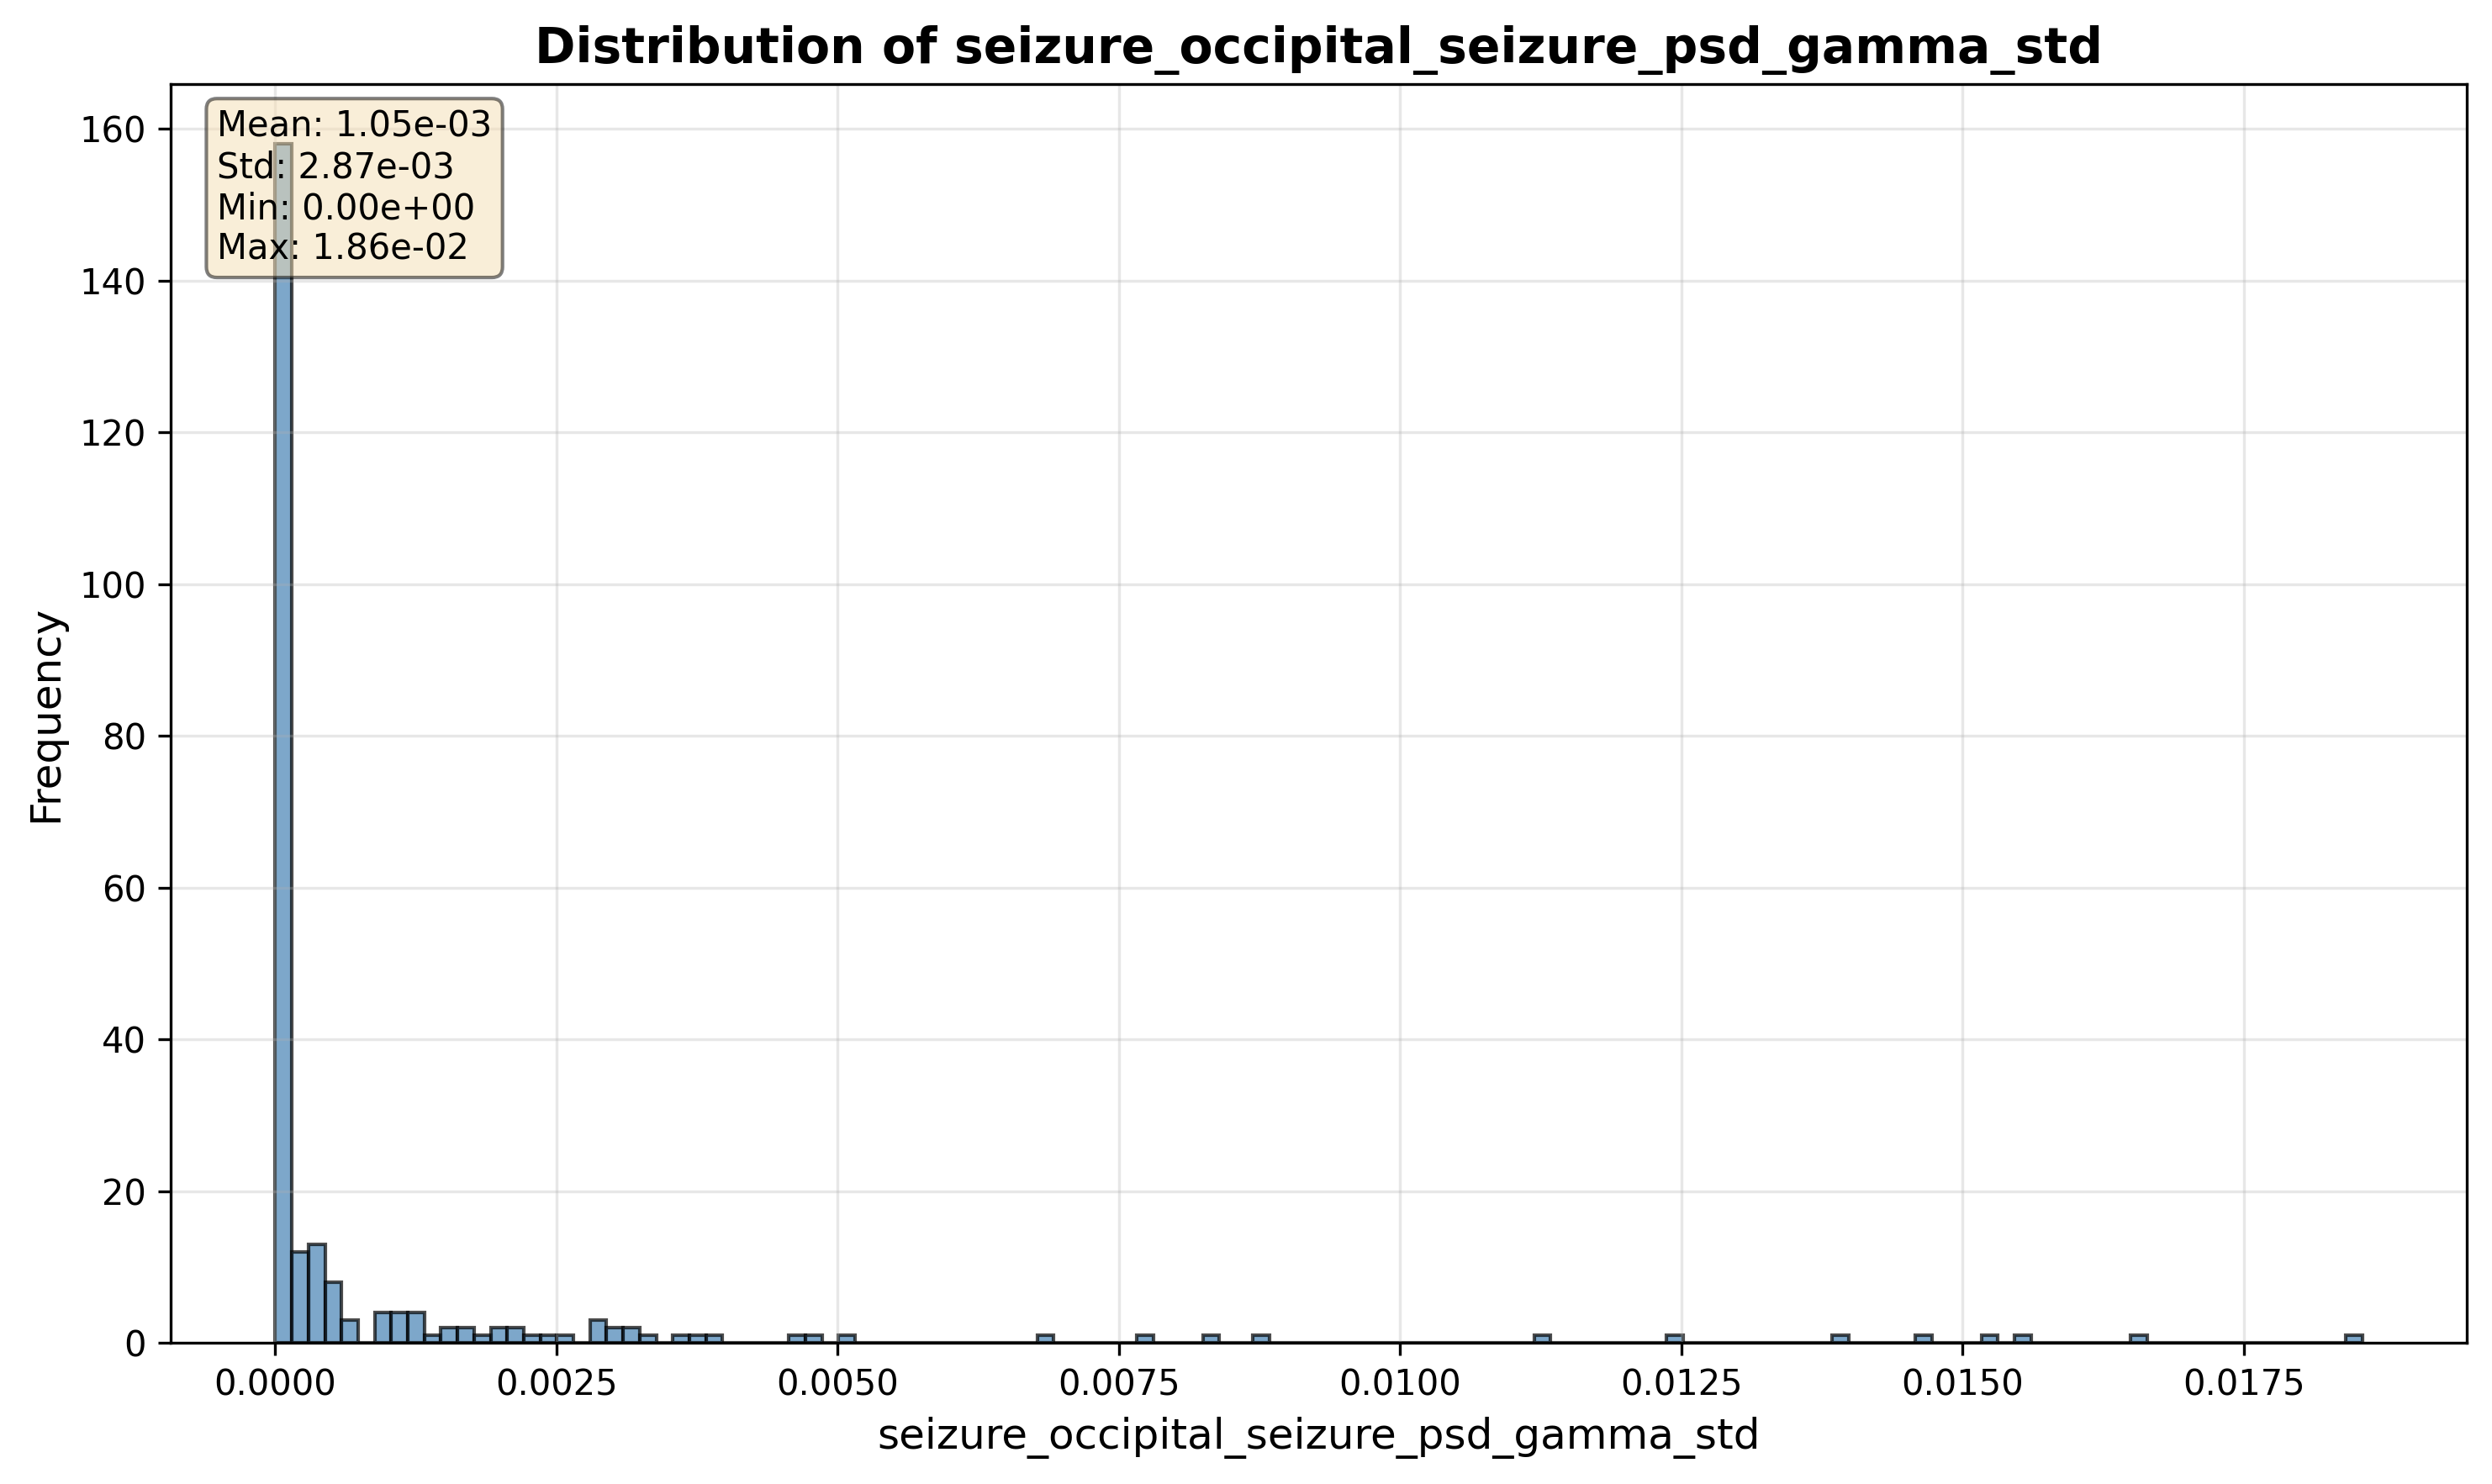 Distribution of seizure_occipital_seizure_psd_gamma_std
Mean: 1.05e-03
Std: 2.87e-03
Min: 0.00e+00
Max: 1.86e-02
160
140
120
100
80
60
40
20
0
Frequency
0.0000 0.0025 0.0050 0.0075 0.0100 0.0125 0.0150 0.0175
seizure_occipital_seizure_psd_gamma_std